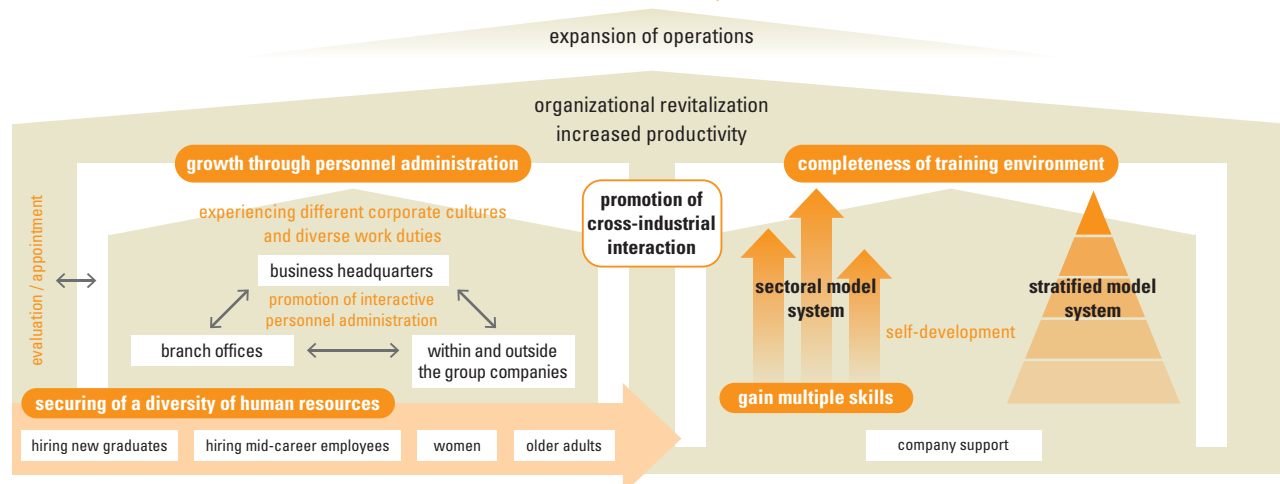 expansion of operations
organizational revitalization
increased productivity
growth through personnel administration
completeness of training environment
evaluation / appointment
experiencing different corporate cultures
and diverse work duties
business headquarters
promotion of interactive
personnel administration
branch offices
within and outside
the group companies
promotion of
cross-industrial
interaction
sectoral model
system
self-development
stratified model
system
gain multiple skills
securing of a diversity of human resources
hiring new graduates
hiring mid-career employees
women
older adults
company support